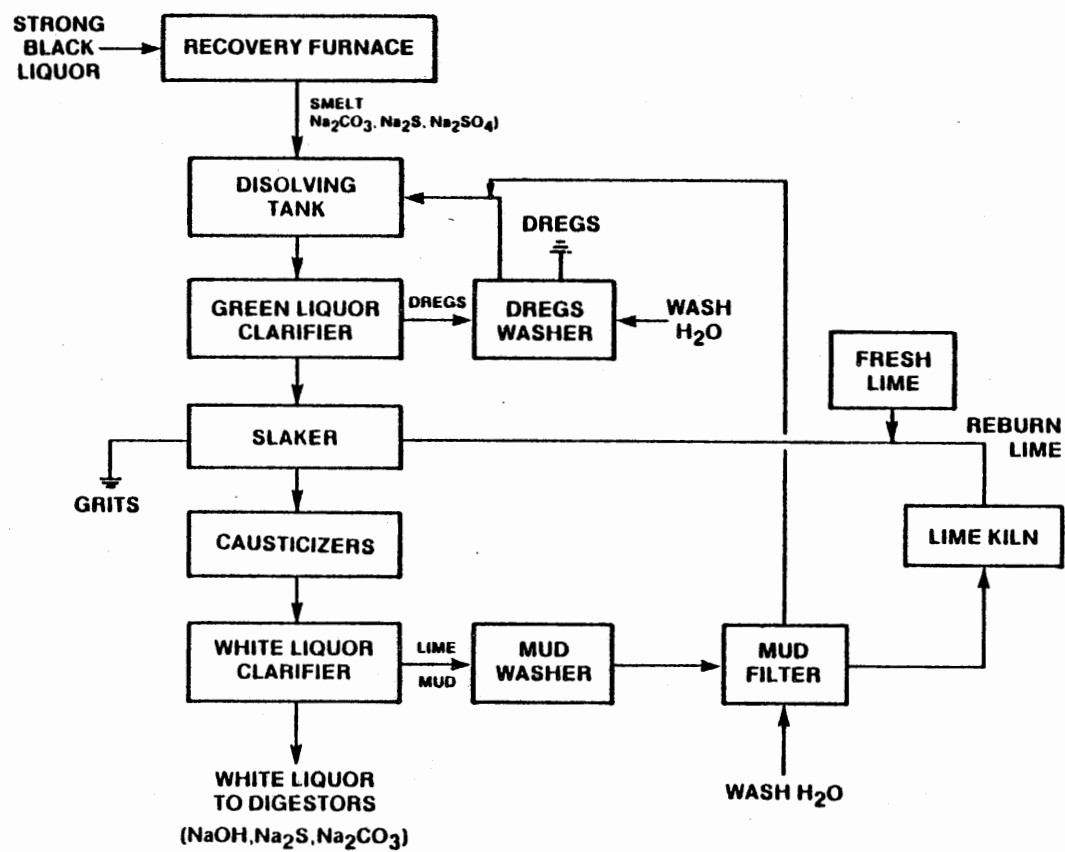 STRONG
BLACK
LIQUOR
RECOVERY FURNACE
SMELT
Na₂CO₃, Na₂S, Na₂SO₄)
DISOLVING
TANK
DREGS
GREEN LIQUOR
CLARIFIER
DREGS
DREGS
WASHER
WASH
H₂O
FRESH
LIME
SLAKER
REBURN
LIME
GRITS
CAUSTICIZERS
LIME KILN
WHITE LIQUOR
CLARIFIER
LIME
MUD
MUD
WASHER
MUD
FILTER
WASH H₂O
WHITE LIQUOR
TO DIGESTORS
(NaOH,Na₂S,Na₂CO₃)